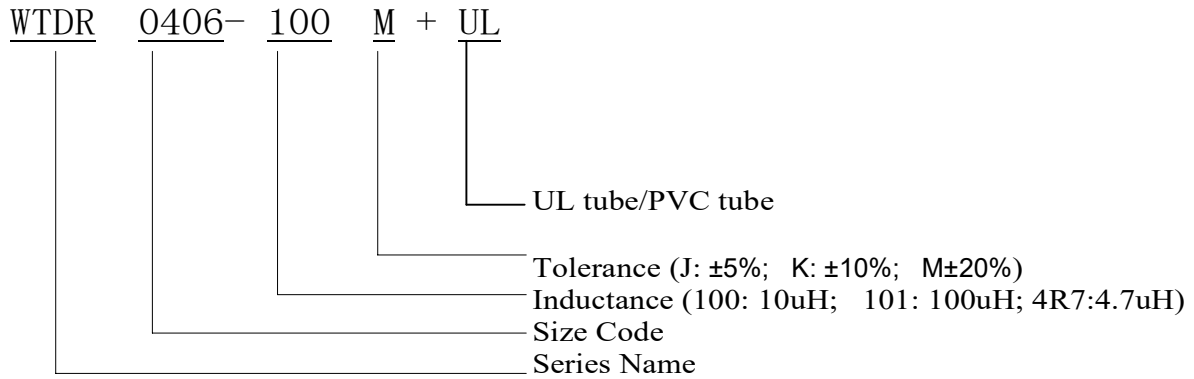 WTDR 0406- 100 M + UL
UL tube/PVC tube
Tolerance (J: ±5%; K: ±10%; M±20%)
Inductance (100: 10uH; 101: 100uH; 4R7:4.7uH)
Size Code
Series Name